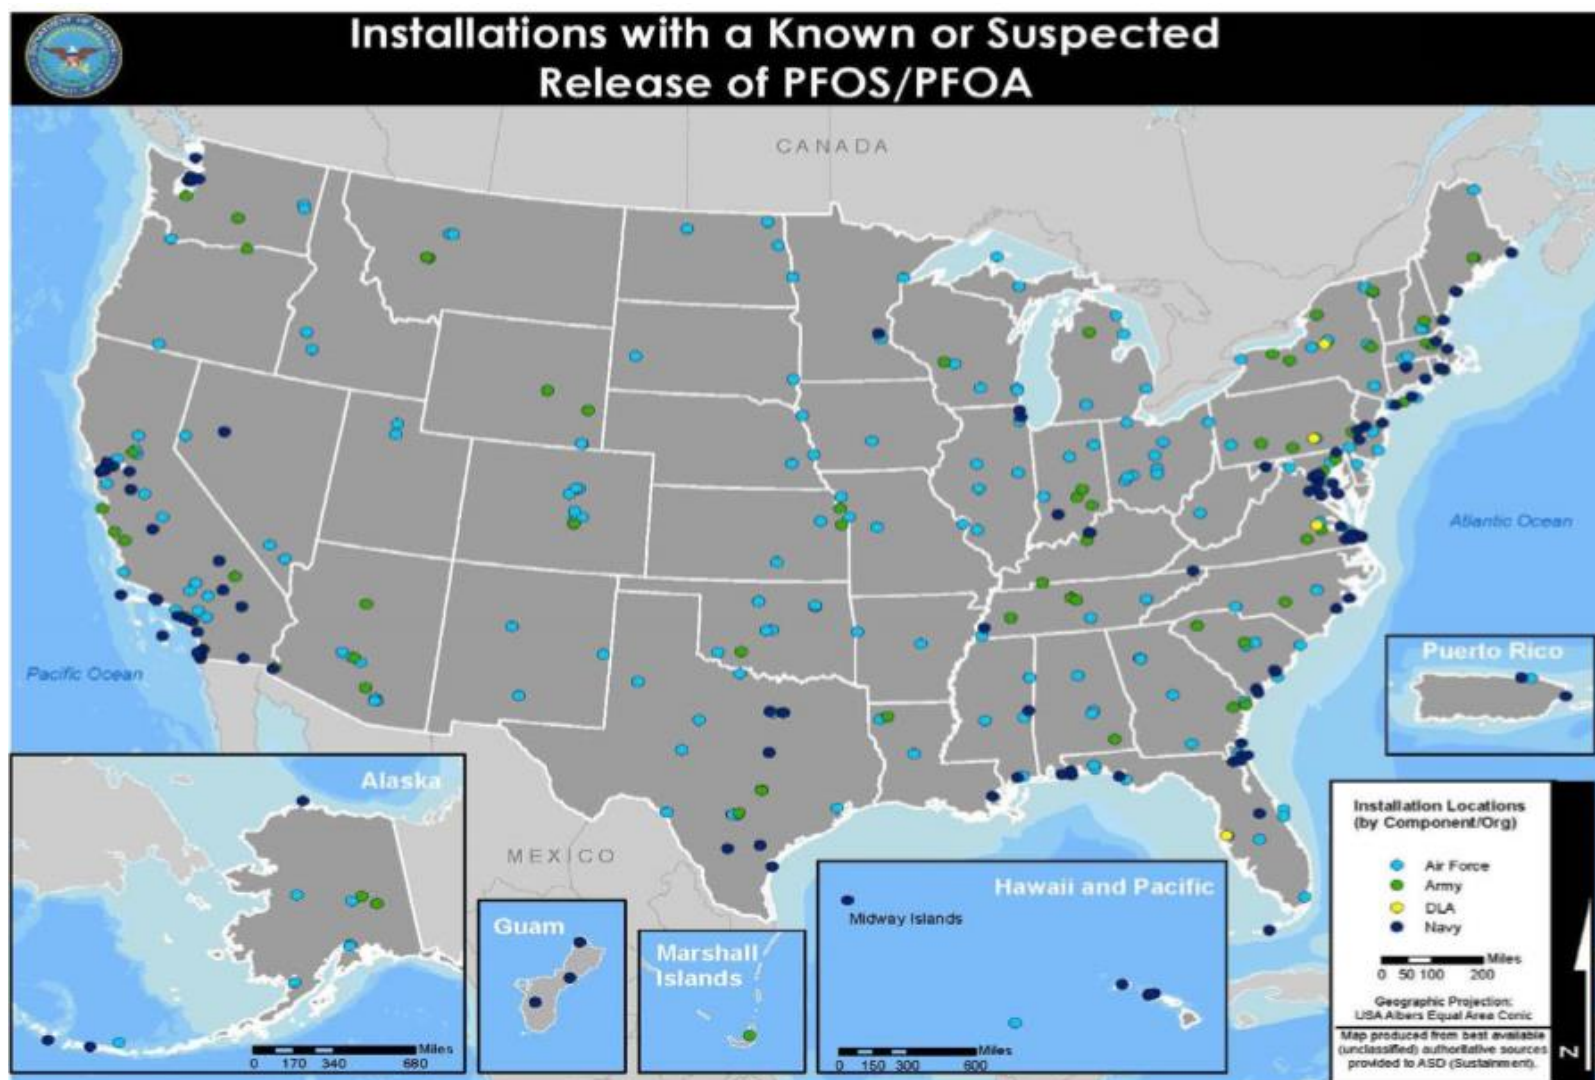 Installations with a Known or Suspected
Release of PFOS/PFOA
CANADA
Pacific Ocean
Atlantic Ocean
MEXICO
Puerto Rico
Alaska
Miles
0 170 340 680
Guam
Marshall
Islands
Hawaii and Pacific
Midway Islands
Miles
0 150 300 600
Installation Locations
(by Component/Org)
Air Force
Army
DLA
Navy
Miles
0 50 100 200
Geographic Projection:
USA Albers Equal Area Conic
Map produced from best available
(unclassified) authoritative sources
provided to ASD (Sustainment).
N